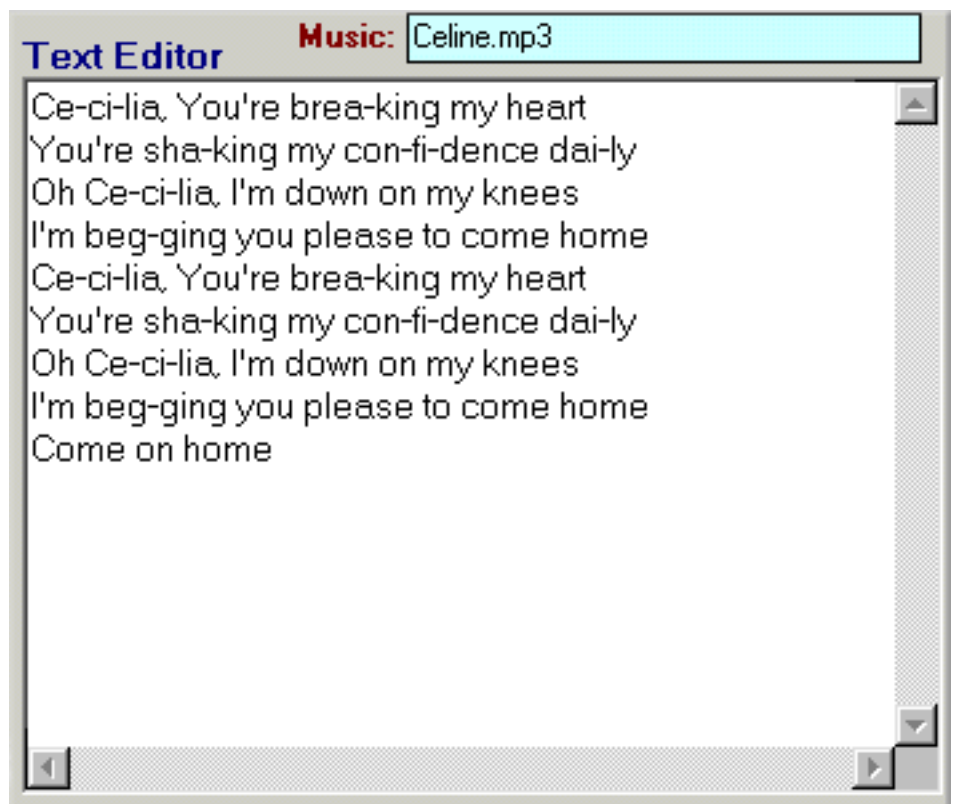 Music: Celine.mp3
Text Editor
Ce-ci-lia, You're brea-king my heart
You're sha-king my con-fi-dence dai-ly
Oh Ce-ci-lia, I'm down on my knees
I'm beg-ging you please to come home
Ce-ci-lia, You're brea-king my heart
You're sha-king my con-fi-dence dai-ly
Oh Ce-ci-lia, I'm down on my knees
I'm beg-ging you please to come home
Come on home